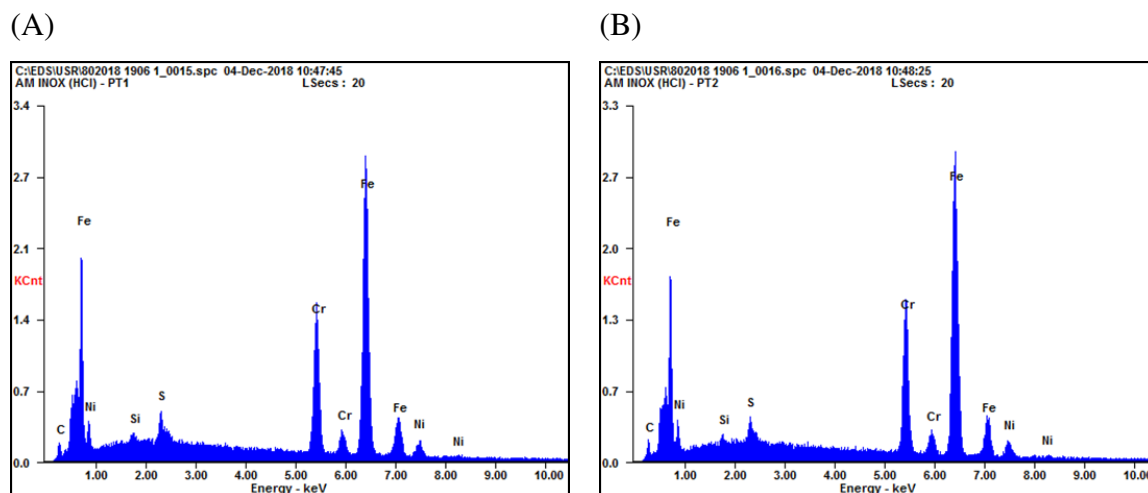 (A)
C:\EDS\USR\802018 1906 1_0015.spc 04-Dec-2018 10:47:45
AM INOX (HCl) - PT1 LSecs : 20
3.4
2.7
2.1
KCnt
1.4
0.7
0.0
C
Fe
Ni
Si
S
Cr
Cr
Fe
Fe
Ni
Ni
1.00 2.00 3.00 4.00 5.00 6.00 7.00 8.00 9.00 10.00
Energy - keV
(B)
C:\EDS\USR\802018 1906 1_0016.spc 04-Dec-2018 10:48:25
AM INOX (HCl) - PT2 LSecs : 20
3.3
2.7
2.0
KCnt
1.3
0.7
0.0
C
Fe
Ni
Si
S
Cr
Cr
Fe
Fe
Ni
Ni
1.00 2.00 3.00 4.00 5.00 6.00 7.00 8.00 9.00 10.00
Energy - keV